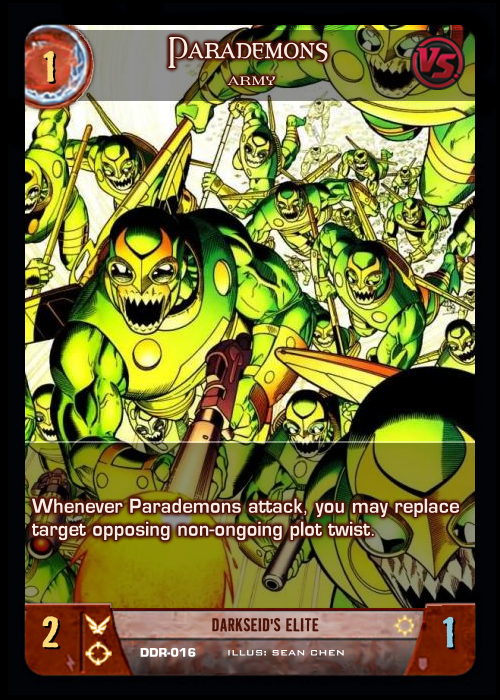 1
Parademons
VS
ARMY
Whenever Parademons attack, you may replace
target opposing non-ongoing plot twist.
2
DARKSEID'S ELITE
1
DDR-016 ILLUS: SEAN CHEN